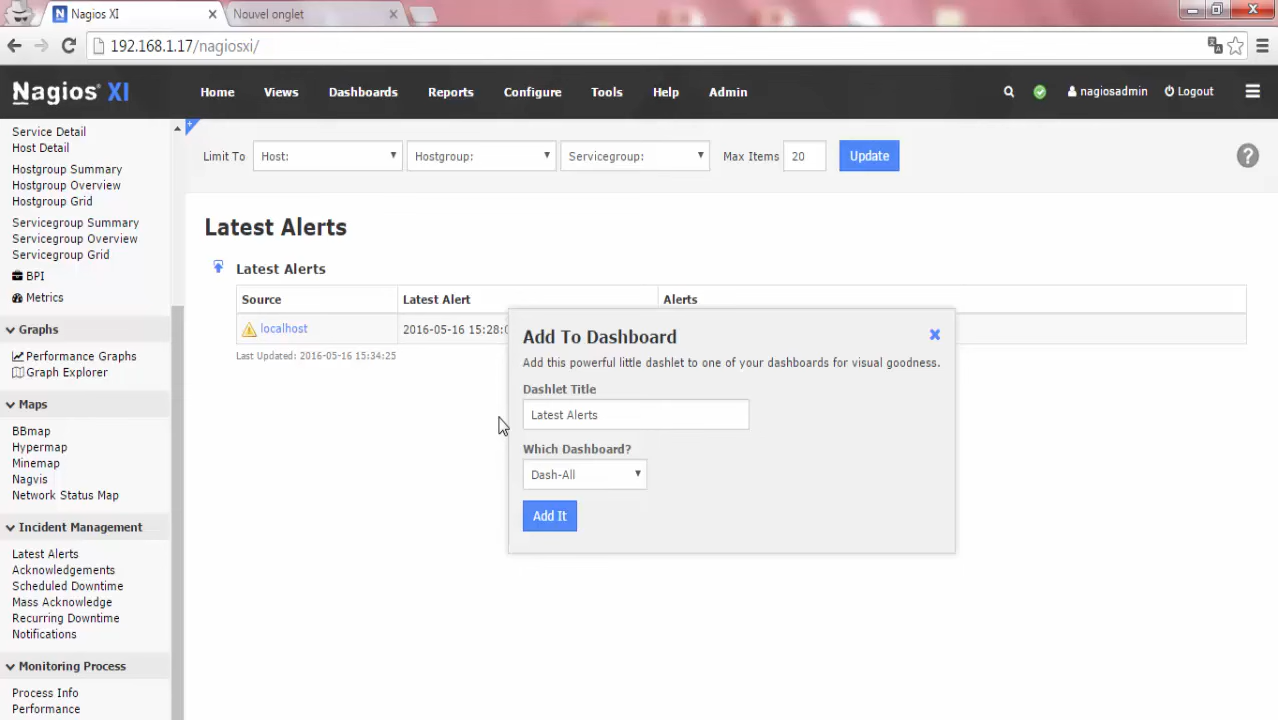 Nagios XI
Nouvel onglet
192.168.1.17/nagiosxi/
Nagios® XI
Home
Views
Dashboards
Reports
Configure
Tools
Help
Admin
nagiosadmin
Logout
Service Detail
Host Detail
Hostgroup Summary
Hostgroup Overview
Hostgroup Grid
Servicegroup Summary
Servicegroup Overview
Servicegroup Grid
BPI
Metrics
Graphs
Performance Graphs
Graph Explorer
Maps
BBmap
Hypermap
Minemap
Nagvis
Network Status Map
Incident Management
Latest Alerts
Acknowledgements
Scheduled Downtime
Mass Acknowledge
Recurring Downtime
Notifications
Monitoring Process
Process Info
Performance
Limit To Host: Hostgroup: Servicegroup: Max Items 20 Update
Latest Alerts
Latest Alerts
Source Latest Alert Alerts
localhost 2016-05-16 15:28:
Last Updated: 2016-05-16 15:34:25
Add To Dashboard
Add this powerful little dashlet to one of your dashboards for visual goodness.
Dashlet Title
Latest Alerts
Which Dashboard?
Dash-All
Add It